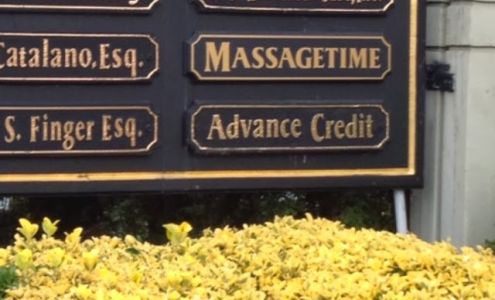 Catalano, Esq.
MASSAGETIME
S. Finger Esq.
Advance Credit